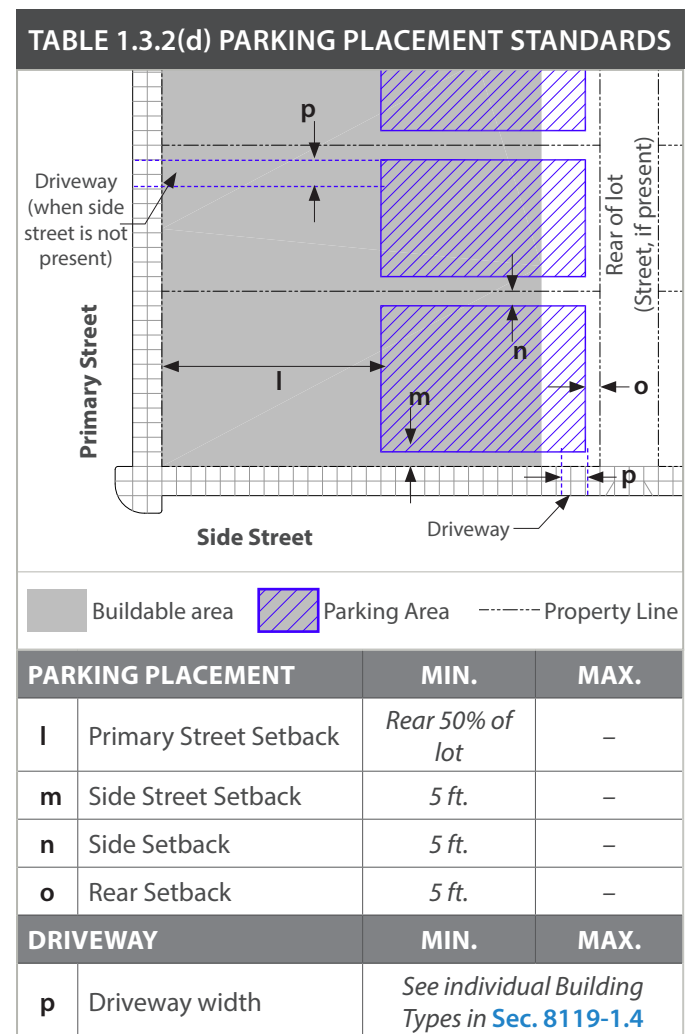 TABLE 1.3.2(d) PARKING PLACEMENT STANDARDS
p
Driveway
(when side
street is not
present)
Rear of lot
(Street, if present)
Primary Street
l
n
m
o
p
Side Street
Driveway
Buildable area
Parking Area
Property Line
PARKING PLACEMENT MIN. MAX.
l Primary Street Setback Rear 50% of lot –
m Side Street Setback 5 ft. –
n Side Setback 5 ft. –
o Rear Setback 5 ft. –
DRIVEWAY MIN. MAX.
p Driveway width See individual Building
Types in Sec. 8119-1.4